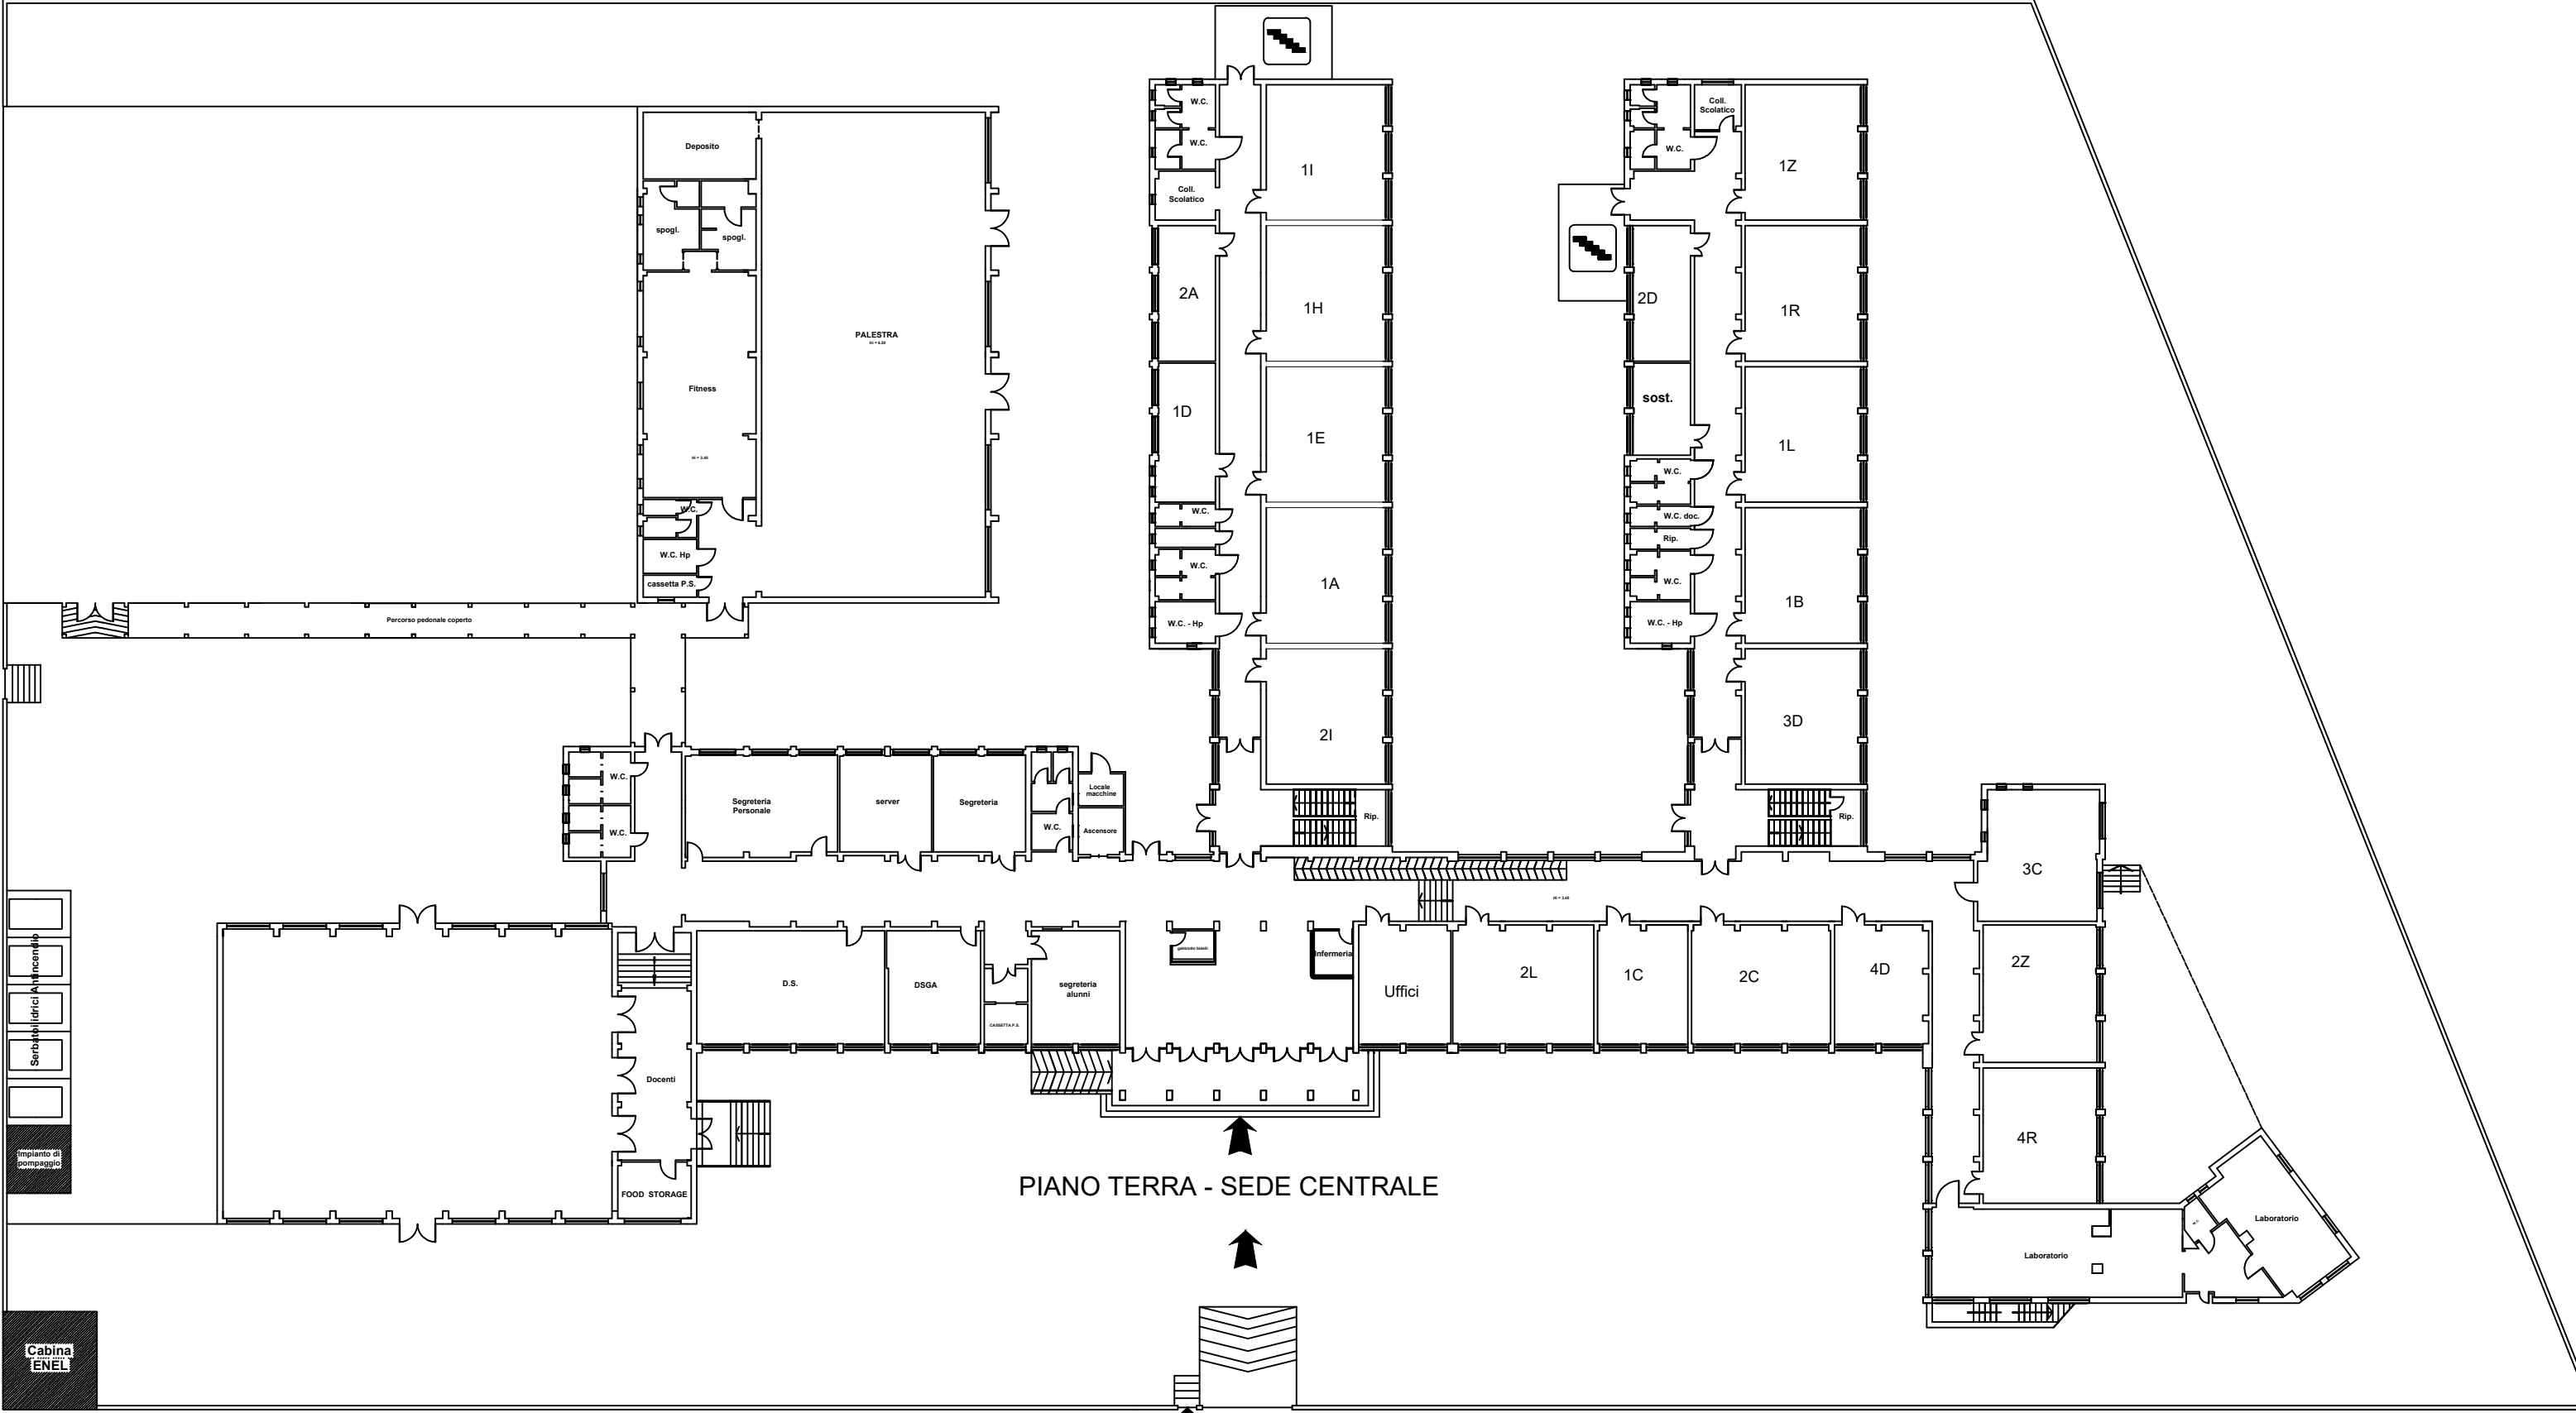 W.C.
W.C.
Coll.
Scolatico
1I
2A
1H
1D
1E
W.C.
W.C.
1A
W.C. - Hp
2I
Rip.
Coll.
Scolatico
W.C.
1Z
2D
1R
sost.
1L
W.C.
W.C. doc.
Rip.
W.C.
1B
W.C. - Hp
3D
Rip.
Deposito
spogl.
spogl.
PALESTRA
Fitness
W.C.
W.C. Hp
cassetta P.S.
Percorso pedonale coperto
W.C.
W.C.
Segreteria
Personale
server
Segreteria
W.C.
Locale
macchine
Ascensore
3C
Serbatoi idrici Antincendio
Impianto di
pompaggio
D.S.
DSGA
CASSETTA P.S.
segreteria
alunni
Infermeria
Uffici
2L
1C
2C
4D
2Z
Docenti
FOOD STORAGE
4R
PIANO TERRA - SEDE CENTRALE
Laboratorio
Laboratorio
Cabina
ENEL